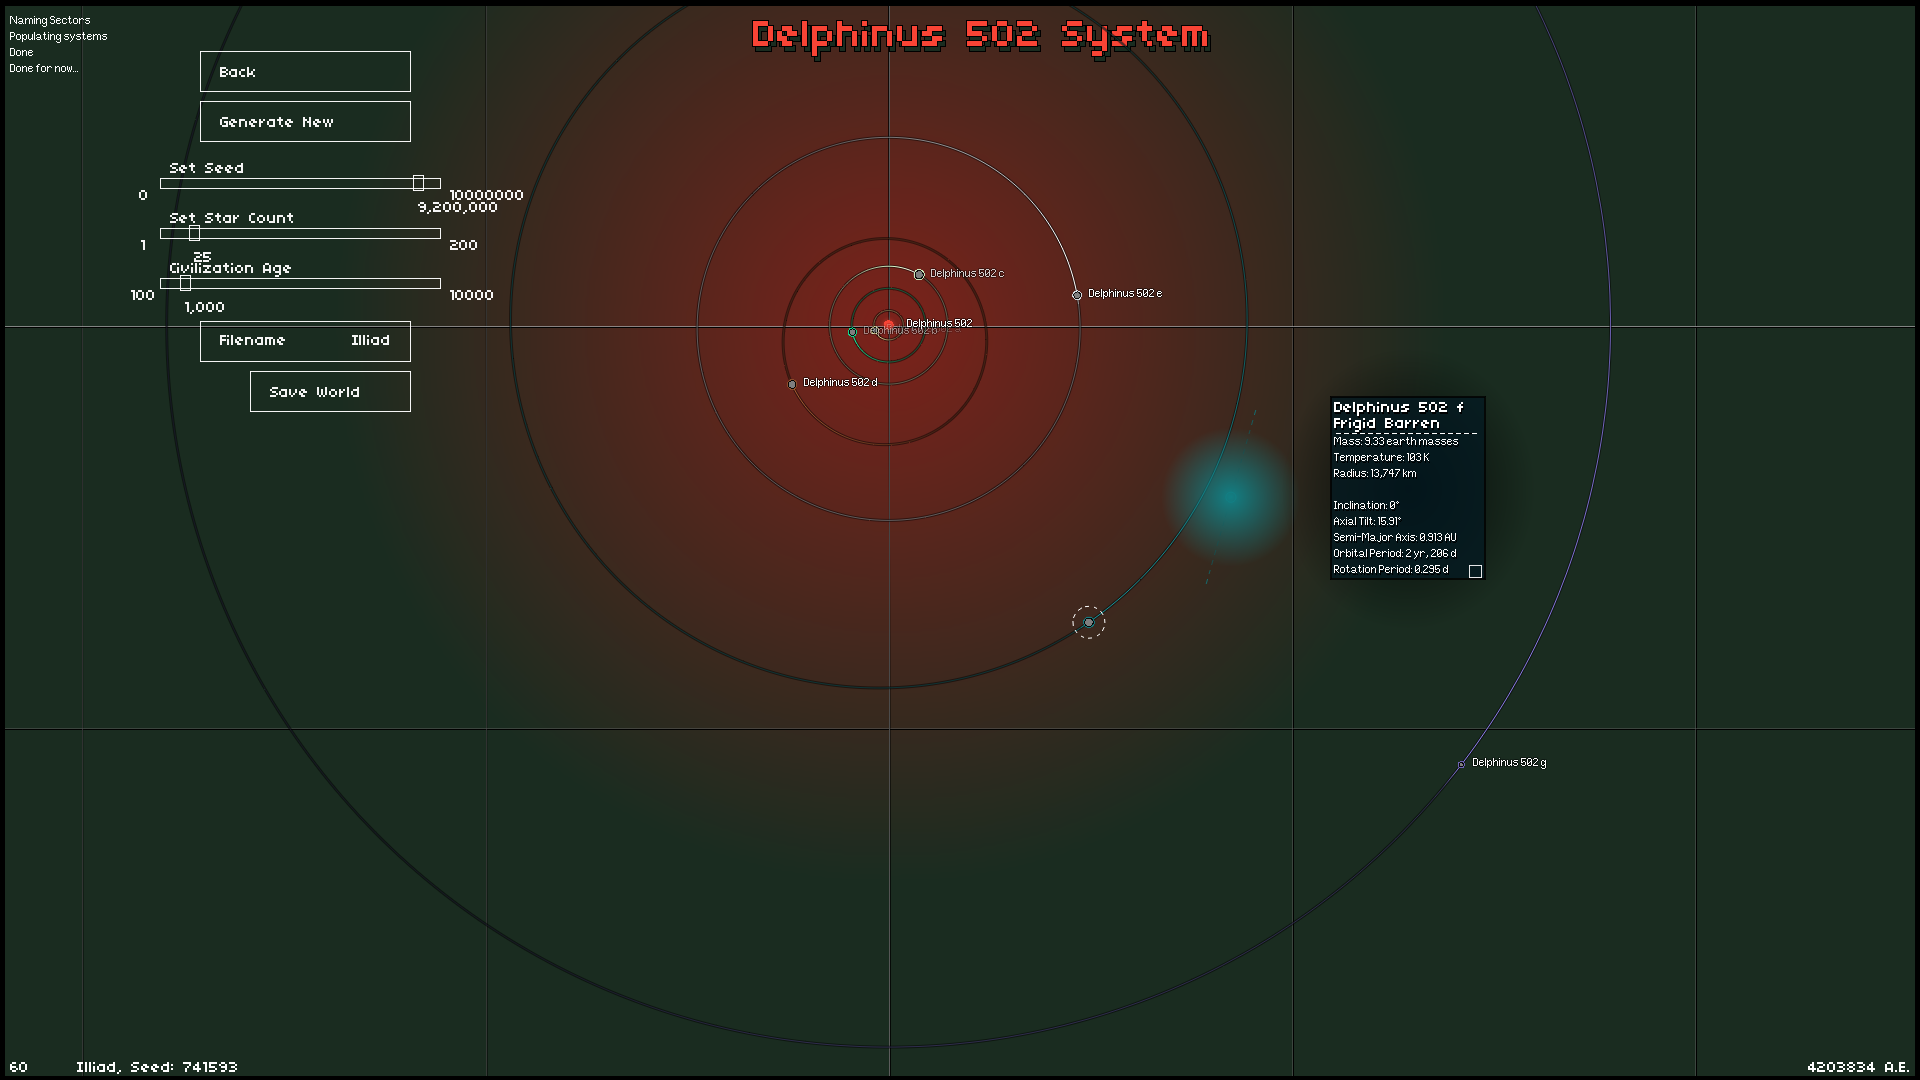 Naming Sectors
Populating systems
Done
Done for now...
Delphinus 502 System
Back
Generate New
Set Seed
0
10000000
9,200,000
Set Star Count
1
200
25
Civilization Age
100
10000
1,000
Filename Illiad
Save World
Delphinus 502 c
Delphinus 502 e
Delphinus 502
Delphinus 502 b
Delphinus 502 d
Delphinus 502 f
Frigid Barren
Mass: 9.33 earth masses
Temperature: 103 K
Radius: 13,747 km
Inclination: 0°
Axial Tilt: 15.91°
Semi-Major Axis: 0.913 AU
Orbital Period: 2 yr, 206 d
Rotation Period: 0.295 d
Delphinus 502 g
60
Illiad, Seed: 741593
4203834 A.E.